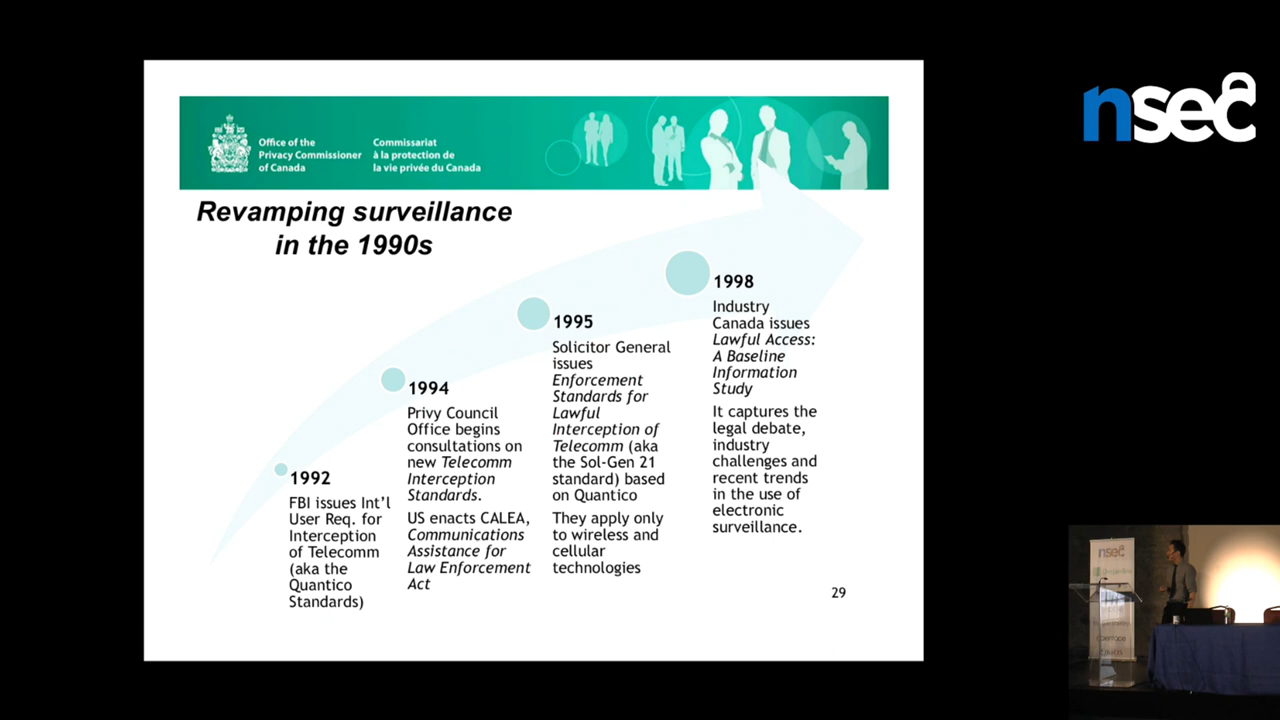 nsec
Office of the
Privacy Commissioner
of Canada
Commissariat
à la protection de
la vie privée du Canada
Revamping surveillance
in the 1990s
1992
FBI issues Int'l
User Req. for
Interception
of Telecomm
(aka the
Quantico
Standards)
1994
Privy Council
Office begins
consultations on
new Telecomm
Interception
Standards.
US enacts CALEA,
Communications
Assistance for
Law Enforcement
Act
1995
Solicitor General
issues
Enforcement
Standards for
Lawful
Interception of
Telecomm (aka
the Sol-Gen 21
standard) based
on Quantico
They apply only
to wireless and
cellular
technologies
1998
Industry
Canada issues
Lawful Access:
A Baseline
Information
Study
It captures the
legal debate,
industry
challenges and
recent trends
in the use of
electronic
surveillance.
29
nsec